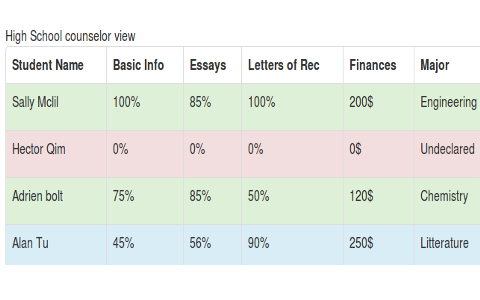 High School counselor view
Student Name Basic Info Essays Letters of Rec Finances Major
Sally Mclil 100% 85% 100% 200$ Engineering
Hector Qim 0% 0% 0% 0$ Undeclared
Adrien bolt 75% 85% 50% 120$ Chemistry
Alan Tu 45% 56% 90% 250$ Litterature